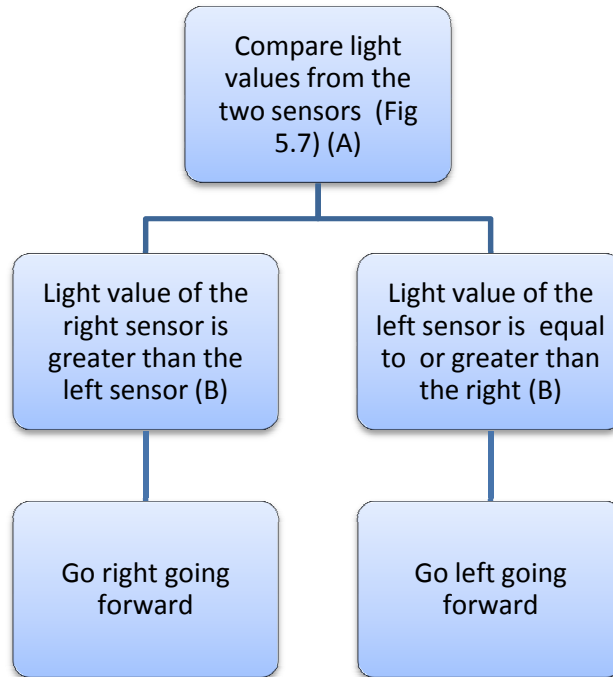 Compare light
values from the
two sensors (Fig
5.7) (A)
Light value of the
right sensor is
greater than the
left sensor (B)
Light value of the
left sensor is equal
to or greater than
the right (B)
Go right going
forward
Go left going
forward